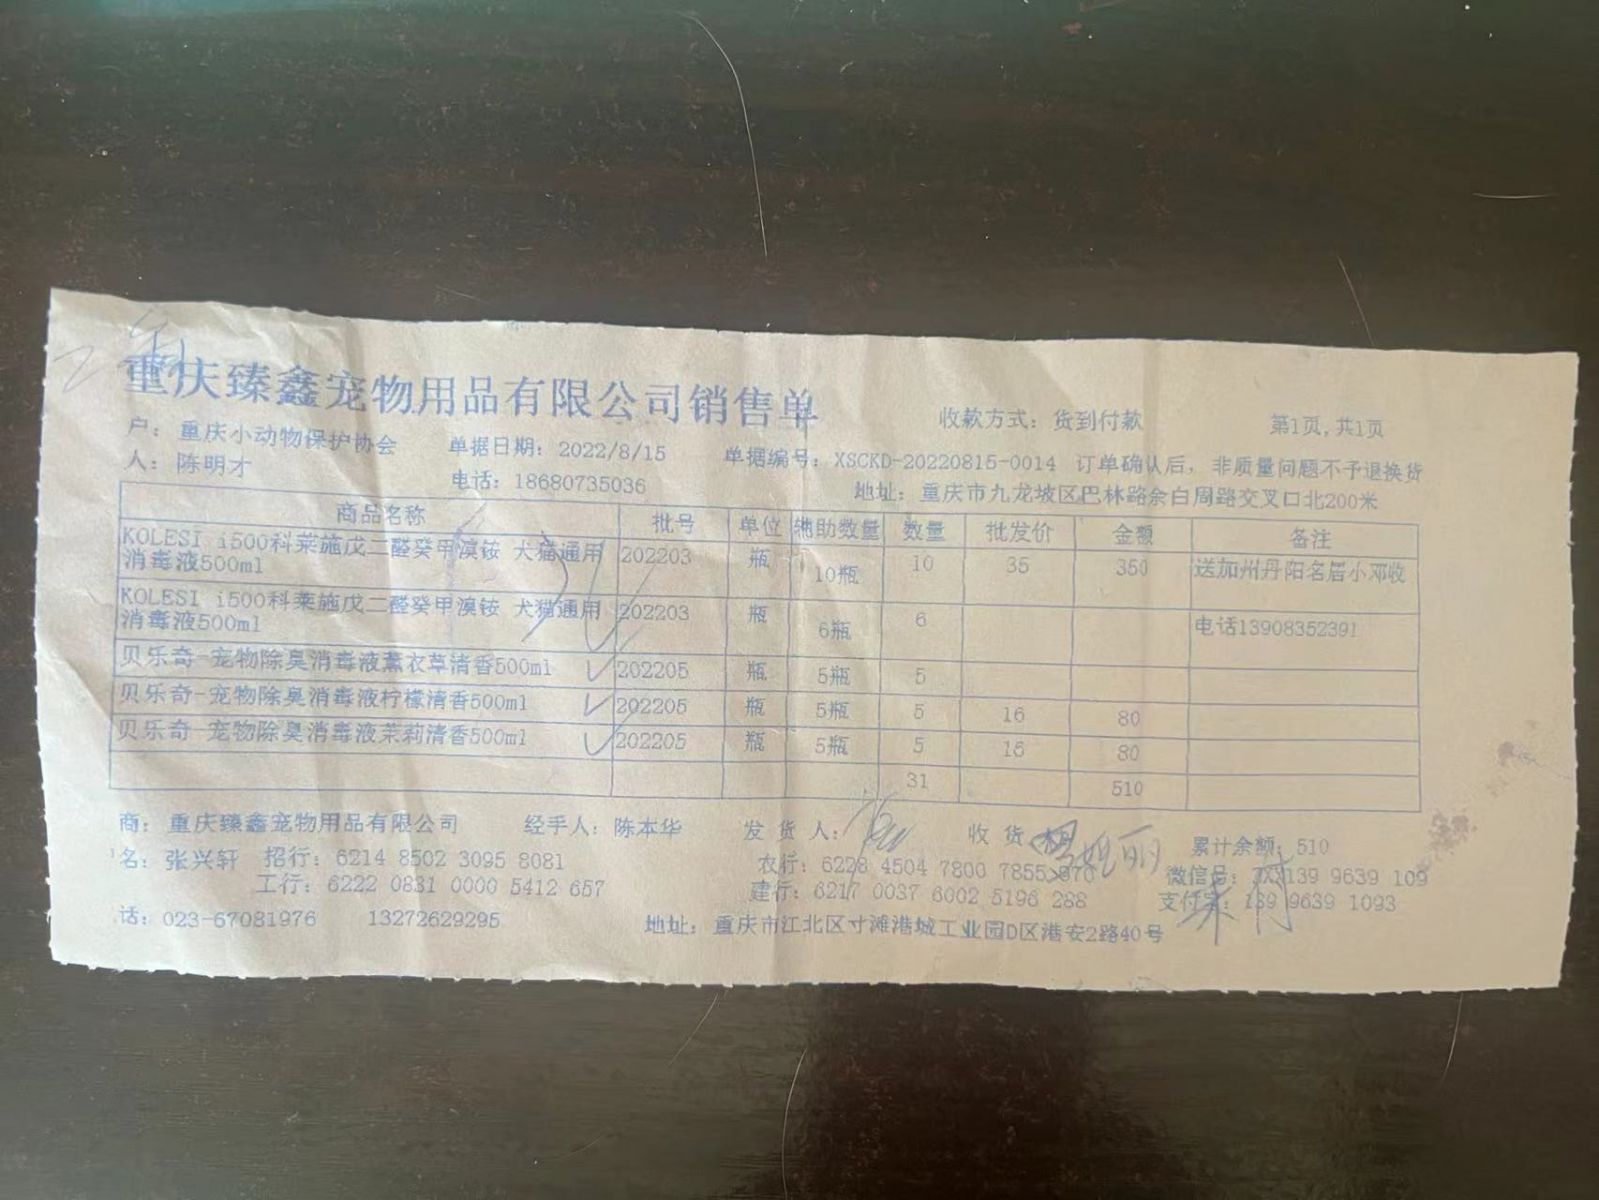 重庆臻鑫宠物用品有限公司销售单
收款方式：货到付款 第1页,共1页
户：重庆小动物保护协会 单据日期：2022/8/15 单据编号：XSCKD-20220815-0014 订单确认后，非质量问题不予退换货
人：陈明才 电话：18680735036 地址：重庆市九龙坡区巴林路余白周路交叉口北200米
商品名称 批号 单位 辅助数量 数量 批发价 金额 备注
KOLESI i500科莱施戊二醛癸甲溴铵 犬猫通用 202203 瓶 10瓶 10 35 350 送加州丹阳名居小邓收
消毒液500ml
KOLESI i500科莱施戊二醛癸甲溴铵 犬猫通用 202203 瓶 6瓶 6 电话13908352391
消毒液500ml
贝乐奇-宠物除臭消毒液薰衣草清香500ml 202205 瓶 5瓶 5
贝乐奇-宠物除臭消毒液柠檬清香500ml 202205 瓶 5瓶 5 16 80
贝乐奇-宠物除臭消毒液茉莉清香500ml 202205 瓶 5瓶 5 16 80
31 510
商：重庆臻鑫宠物用品有限公司 经手人：陈本华 发货人： 收货 累计余额：510
名：张兴轩 招行：6214 8502 3095 8081 农行：6228 4504 7800 7855 微信号： 139 9639 109
工行：6222 0831 0000 5412 657 建行：6217 0037 6002 5196 288 支付宝：139 9639 1093
话：023-67081976 13272629295 地址：重庆市江北区寸滩港城工业园D区港安2路40号